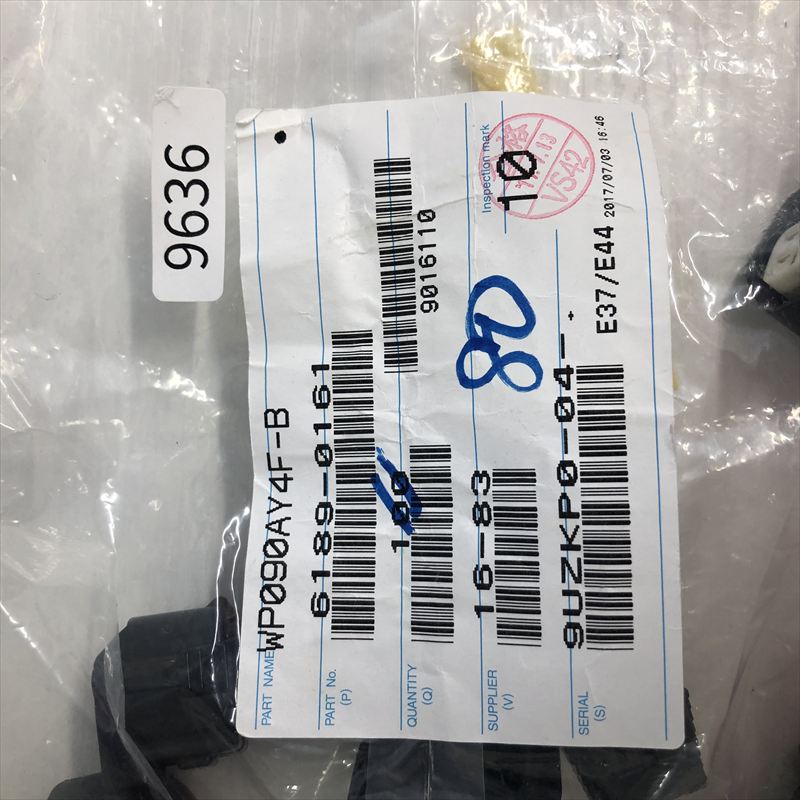 9636
PART NAME
WP090AY4F-B
PART No.
(P)
6189-0161
QUANTITY
(Q)
100
9016110
80
SUPPLIER
(V)
16-83
Inspection mark
10
VS42
SERIAL
(S)
9UZKP0-04-
E37/E44
2017/07/03 16:46